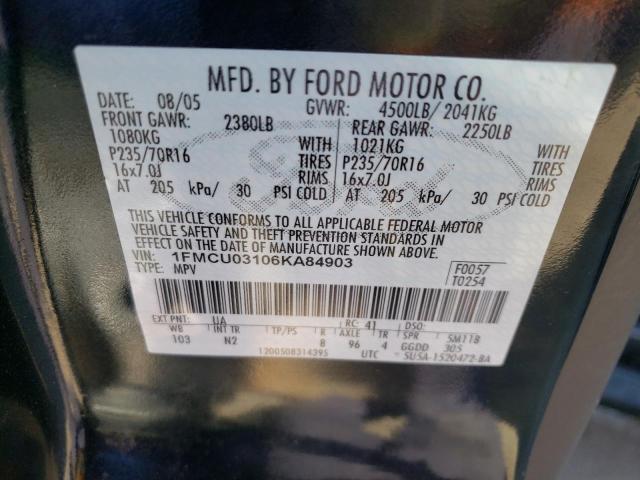 MFD. BY FORD MOTOR CO.
DATE: 08/05 GVWR: 4500LB/ 2041KG
FRONT GAWR: 2380LB REAR GAWR: 2250LB
1080KG WITH 1021KG WITH
P235/70R16 TIRES P235/70R16 TIRES
16x7.0J RIMS 16x7.0J RIMS
AT 205 kPa/ 30 PSI COLD AT 205 kPa/ 30 PSI COLD
THIS VEHICLE CONFORMS TO ALL APPLICABLE FEDERAL MOTOR
VEHICLE SAFETY AND THEFT PREVENTION STANDARDS IN
EFFECT ON THE DATE OF MANUFACTURE SHOWN ABOVE.
VIN: 1FMCU03106KA84903 F0057
TYPE: MPV T0254
EXT PNT: UA RC: 41 DSO:
WB INT TR TP/PS R AXLE TR SPR 5M11B
103 N2 8 96 4 GGDD 305
1200508314395 UTC 5U5A-1520472-BA